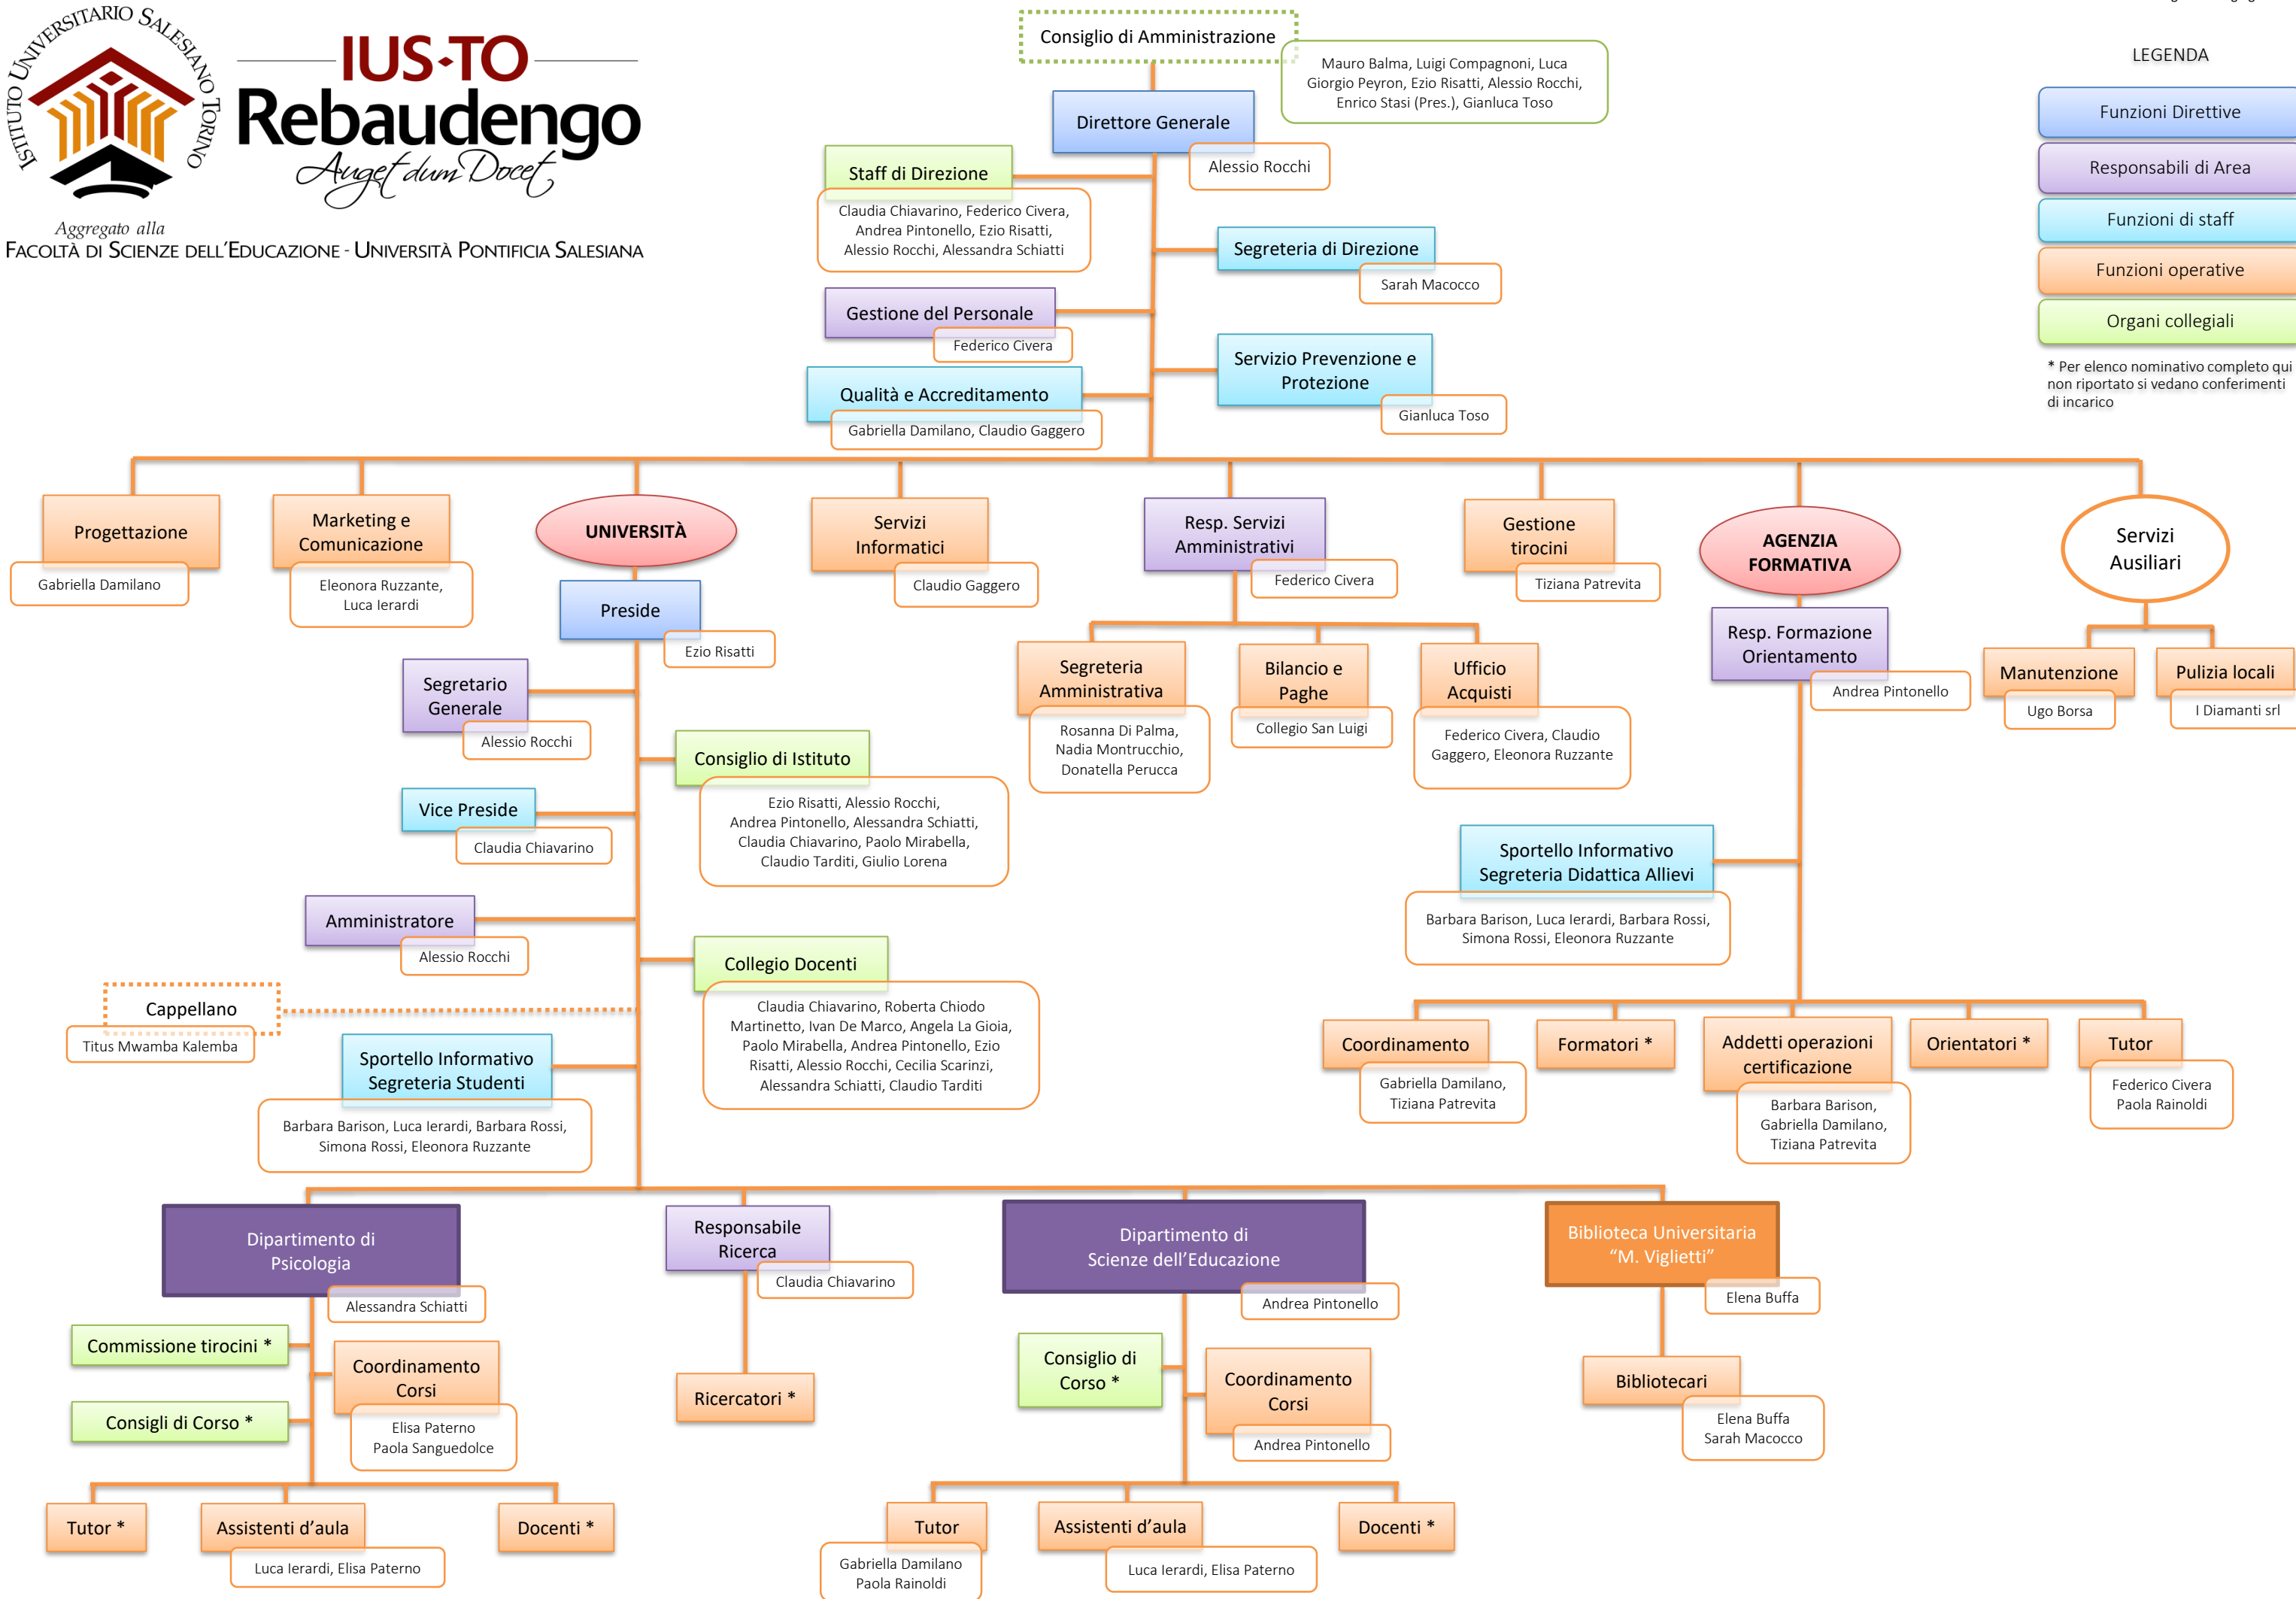 ISTITUTO UNIVERSITARIO SALESIANO TORINO
IUS-TO
Rebaudengo
Auget dum Docet
Aggregato alla
FACOLTÀ DI SCIENZE DELL'EDUCAZIONE - UNIVERSITÀ PONTIFICIA SALESIANA
Consiglio di Amministrazione
Mauro Balma, Luigi Compagnoni, Luca
Giorgio Peyron, Ezio Risatti, Alessio Rocchi,
Enrico Stasi (Pres.), Gianluca Toso
Direttore Generale
Alessio Rocchi
Staff di Direzione
Claudia Chiavarino, Federico Civera,
Andrea Pintonello, Ezio Risatti,
Alessio Rocchi, Alessandra Schiatti
Segreteria di Direzione
Sarah Macocco
Gestione del Personale
Federico Civera
Servizio Prevenzione e
Protezione
Gianluca Toso
Qualità e Accreditamento
Gabriella Damilano, Claudio Gaggero
LEGENDA
Funzioni Direttive
Responsabili di Area
Funzioni di staff
Funzioni operative
Organi collegiali
* Per elenco nominativo completo qui
non riportato si vedano conferimenti
di incarico
Progettazione
Gabriella Damilano
Marketing e
Comunicazione
Eleonora Ruzzante,
Luca Ierardi
UNIVERSITÀ
Preside
Ezio Risatti
Servizi
Informatici
Claudio Gaggero
Resp. Servizi
Amministrativi
Federico Civera
Gestione
tirocini
Tiziana Patrevita
AGENZIA
FORMATIVA
Resp. Formazione
Orientamento
Andrea Pintonello
Servizi
Ausiliari
Manutenzione
Ugo Borsa
Pulizia locali
I Diamanti srl
Segreteria
Amministrativa
Rosanna Di Palma,
Nadia Montrucchio,
Donatella Perucca
Bilancio e
Paghe
Collegio San Luigi
Ufficio
Acquisti
Federico Civera, Claudio
Gaggero, Eleonora Ruzzante
Segretario
Generale
Alessio Rocchi
Consiglio di Istituto
Ezio Risatti, Alessio Rocchi,
Andrea Pintonello, Alessandra Schiatti,
Claudia Chiavarino, Paolo Mirabella,
Claudio Tarditi, Giulio Lorena
Vice Preside
Claudia Chiavarino
Amministratore
Alessio Rocchi
Collegio Docenti
Claudia Chiavarino, Roberta Chiodo
Martinetto, Ivan De Marco, Angela La Gioia,
Paolo Mirabella, Andrea Pintonello, Ezio
Risatti, Alessio Rocchi, Cecilia Scarinzi,
Alessandra Schiatti, Claudio Tarditi
Cappellano
Titus Mwamba Kalemba
Sportello Informativo
Segreteria Studenti
Barbara Barison, Luca Ierardi, Barbara Rossi,
Simona Rossi, Eleonora Ruzzante
Sportello Informativo
Segreteria Didattica Allievi
Barbara Barison, Luca Ierardi, Barbara Rossi,
Simona Rossi, Eleonora Ruzzante
Coordinamento
Gabriella Damilano,
Tiziana Patrevita
Formatori *
Addetti operazioni
certificazione
Barbara Barison,
Gabriella Damilano,
Tiziana Patrevita
Orientatori *
Tutor
Federico Civera
Paola Rainoldi
Dipartimento di
Psicologia
Alessandra Schiatti
Commissione tirocini *
Consigli di Corso *
Coordinamento
Corsi
Elisa Paterno
Paola Sanguedolce
Tutor *
Assistenti d'aula
Luca Ierardi, Elisa Paterno
Docenti *
Responsabile
Ricerca
Claudia Chiavarino
Ricercatori *
Dipartimento di
Scienze dell'Educazione
Andrea Pintonello
Consiglio di
Corso *
Coordinamento
Corsi
Andrea Pintonello
Tutor
Gabriella Damilano
Paola Rainoldi
Assistenti d'aula
Luca Ierardi, Elisa Paterno
Docenti *
Biblioteca Universitaria
“M. Viglietti”
Elena Buffa
Bibliotecari
Elena Buffa
Sarah Macocco